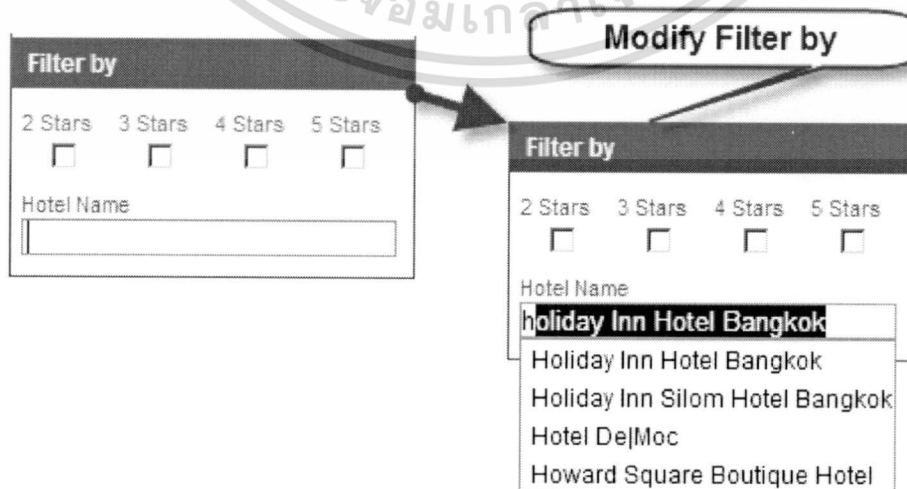 Modify Filter by
Filter by
2 Stars 3 Stars 4 Stars 5 Stars
Hotel Name
Filter by
2 Stars 3 Stars 4 Stars 5 Stars
Hotel Name
holiday Inn Hotel Bangkok
Holiday Inn Hotel Bangkok
Holiday Inn Silom Hotel Bangkok
Hotel De|Moc
Howard Square Boutique Hotel